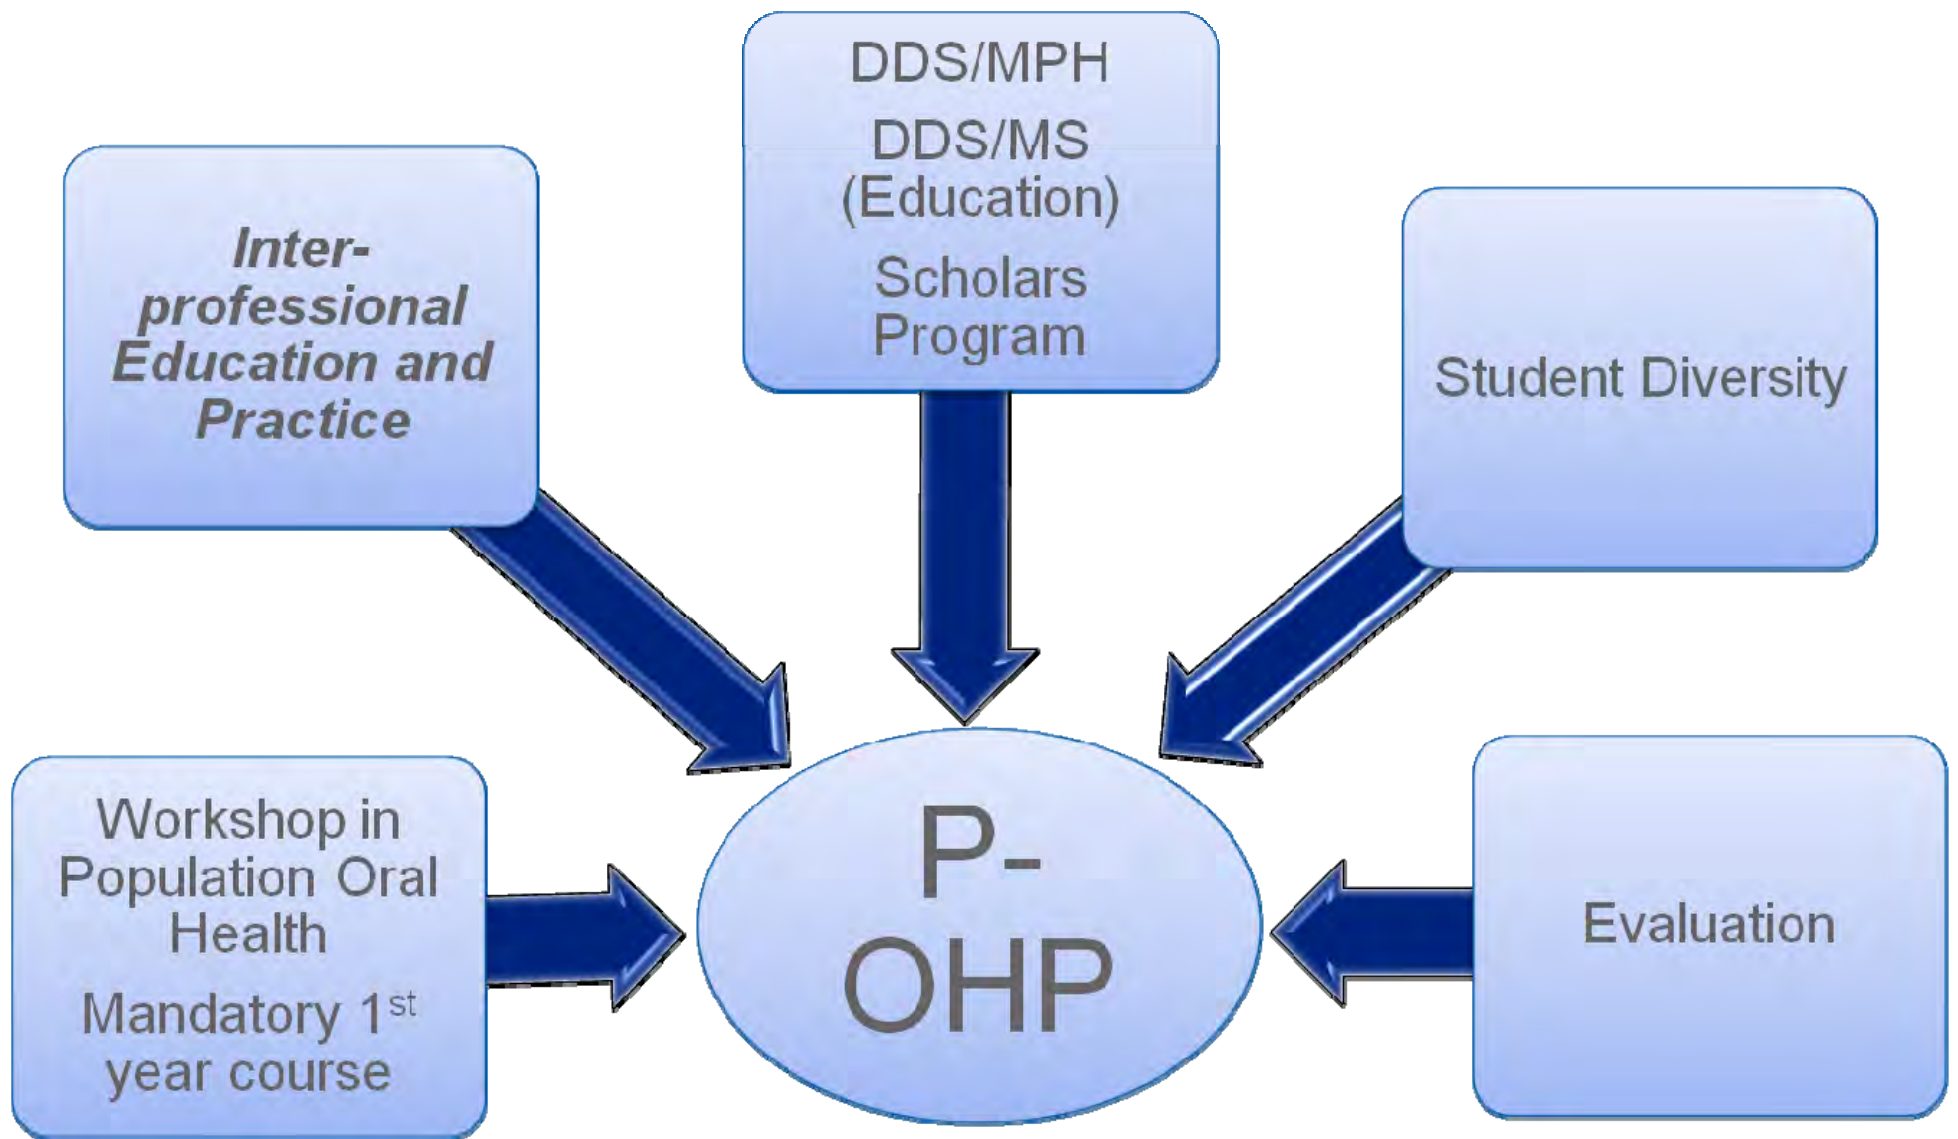 DDS/MPH
DDS/MS
(Education)
Scholars
Program
Inter-
professional
Education and
Practice
Student Diversity
Workshop in
Population Oral
Health
Mandatory 1st
year course
P-
OHP
Evaluation